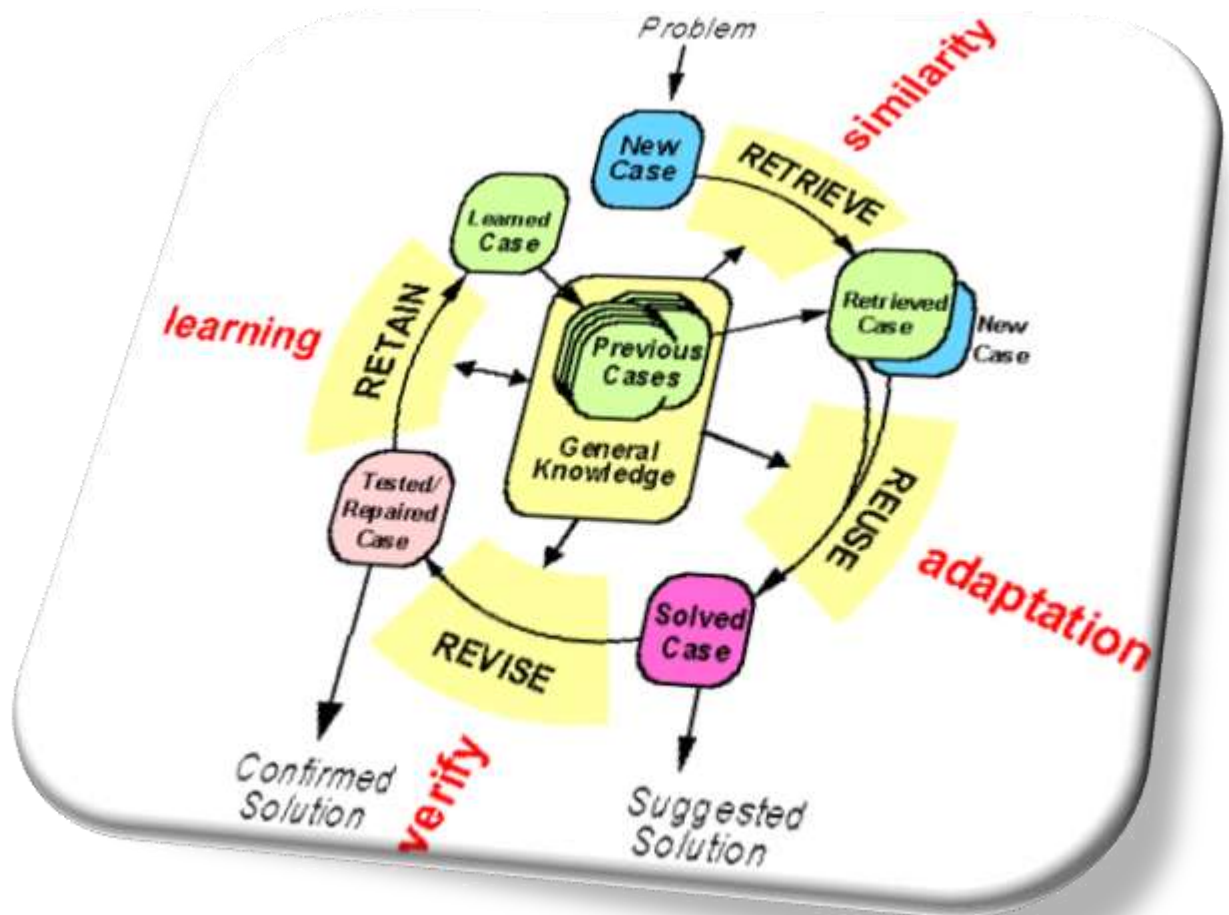 Problem
similarity
New
Case
RETRIEVE
Learned
Case
Retrieved
Case
New
Case
learning
RETAIN
Previous
Cases
General
Knowledge
REUSE
adaptation
Tested/
Repaired
Case
Solved
Case
REVISE
verify
Confirmed
Solution
Suggested
Solution